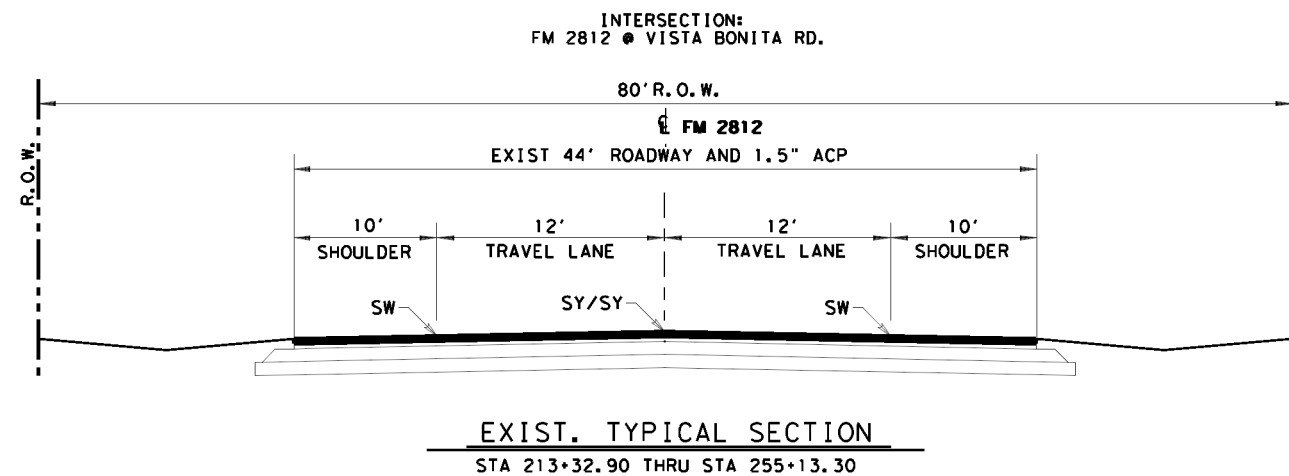 INTERSECTION:
FM 2812 @ VISTA BONITA RD.
80' R.O.W.
℄ FM 2812
EXIST 44' ROADWAY AND 1.5" ACP
R.O.W.
10' 12' 12' 10'
SHOULDER TRAVEL LANE TRAVEL LANE SHOULDER
SW SY/SY SW
EXIST. TYPICAL SECTION
STA 213+32.90 THRU STA 255+13.30